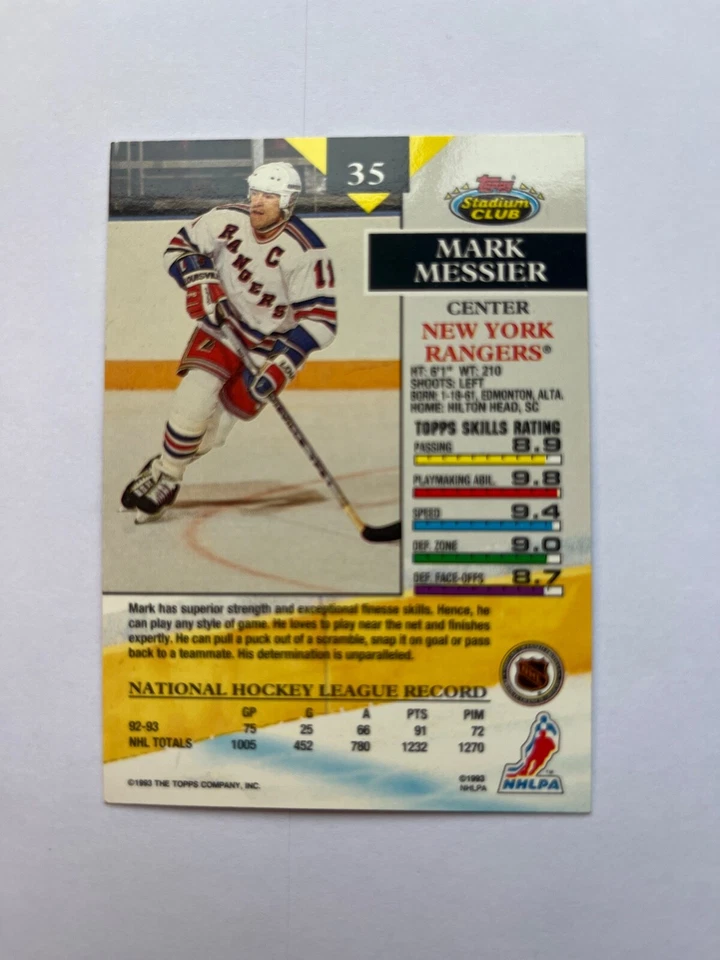 35
Topps
Stadium
CLUB
MARK
MESSIER
CENTER
NEW YORK
RANGERS®
HT: 6'1" WT: 210
SHOOTS: LEFT
BORN: 1-18-61, EDMONTON, ALTA.
HOME: HILTON HEAD, SC
TOPPS SKILLS RATING
PASSING 8.9
PLAYMAKING ABIL. 9.8
SPEED 9.4
DEF. ZONE 9.0
DEF. FACE-OFFS 8.7
RANGERS
C
11
LOUISVILLE
LOU
Mark has superior strength and exceptional finesse skills. Hence, he
can play any style of game. He loves to play near the net and finishes
expertly. He can pull a puck out of a scramble, snap it on goal or pass
back to a teammate. His determination is unparalleled.
NATIONAL HOCKEY LEAGUE RECORD
GP G A PTS PIM
92-93 75 25 66 91 72
NHL TOTALS 1005 452 780 1232 1270
©1993 THE TOPPS COMPANY, INC.
©1993
NHLPA
NHL
NHLPA